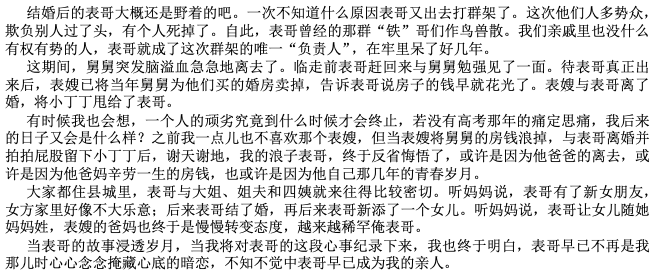 结婚后的表哥大概还是野着的吧。一次不知道什么原因表哥又出去打群架了。这次他们人多势众，
欺负别人过了头，有个人死掉了。自此，表哥曾经的那群“铁”哥们作鸟兽散。我们亲戚里也没什么
有权有势的人，表哥就成了这次群架的唯一“负责人”，在牢里呆了好几年。
这期间，舅舅突发脑溢血急急地离去了。临走前表哥赶回来与舅舅勉强见了一面。待表哥真正出
来后，表嫂已将当年舅舅为他们买的婚房卖掉，告诉表哥说房子的钱早就花光了。表嫂与表哥离了
婚，将小丁丁甩给了表哥。
有时候我也会想，一个人的顽劣究竟到什么时候才会终止，若没有高考那年的痛定思痛，我后来
的日子又会是什么样？之前我一点儿也不喜欢那个表嫂，但当表嫂将舅舅的房钱浪掉，与表哥离婚并
拍拍屁股留下小丁丁后，谢天谢地，我的浪子表哥，终于反省悔悟了，或许是因为他爸爸的离去，或
许是因为他爸妈辛劳一生的房钱，也或许是因为他自己那几年的青春岁月。
大家都住县城里，表哥与大姐、姐夫和四姨就来往得比较密切。听妈妈说，表哥有了新女朋友，
女方家里好像不大乐意；后来表哥结了婚，再后来表哥新添了一个女儿。听妈妈说，表哥让女儿随她
妈妈姓，表嫂的爸妈也终于是慢慢转变态度，越来越稀罕俺表哥。
当表哥的故事浸透岁月，当我将对表哥的这段心事纪录下来，我也终于明白，表哥早已不再是我
那儿时心心念念掩藏心底的暗恋，不知不觉中表哥早已成为我的亲人。